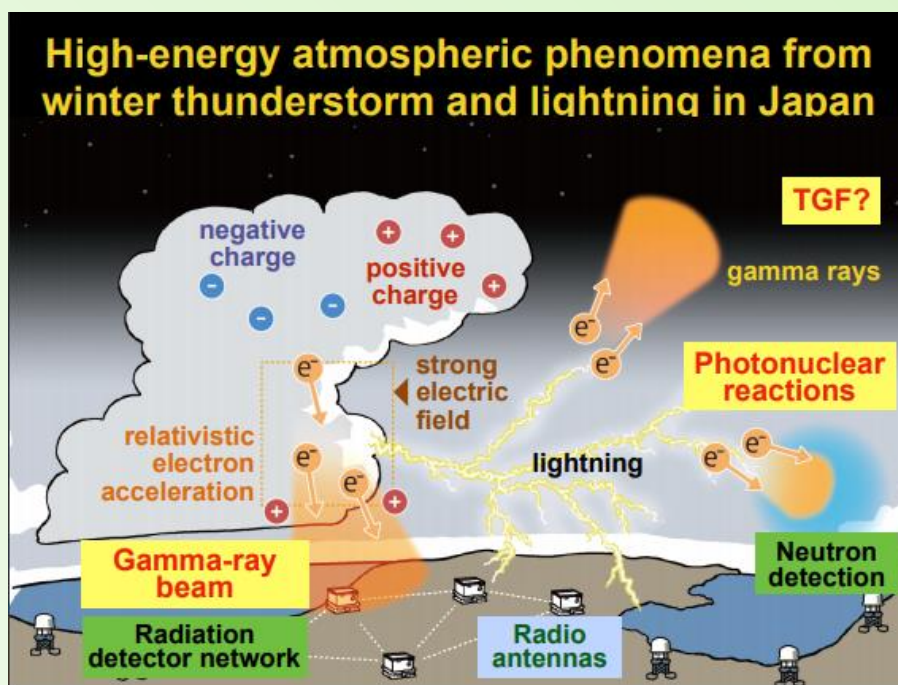 High-energy atmospheric phenomena from
winter thunderstorm and lightning in Japan
TGF?
negative
charge
+
+
+
positive
charge
gamma rays
-
-
-
e⁻
e⁻
e⁻
strong
electric
field
Photonuclear
reactions
relativistic
electron
acceleration
e⁻
e⁻
e⁻
e⁻
lightning
+
+
Gamma-ray
beam
Neutron
detection
Radiation
detector network
Radio
antennas